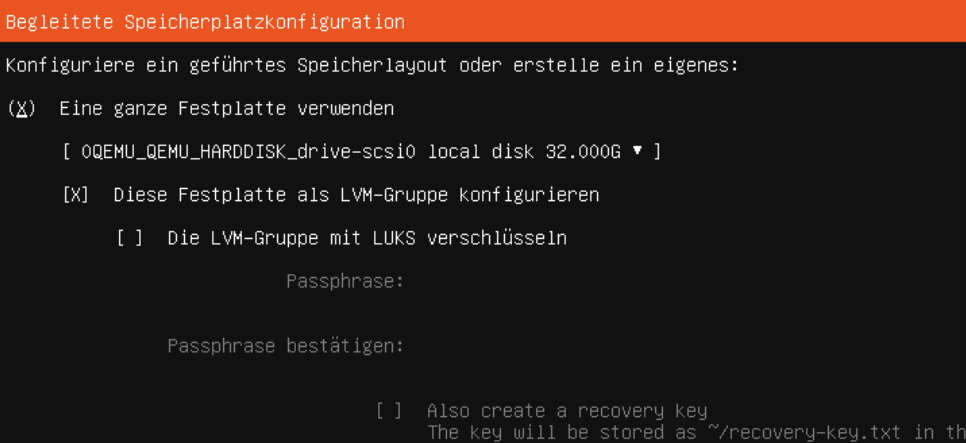 Begleitete Speicherplatzkonfiguration
Konfiguriere ein geführtes Speicherlayout oder erstelle ein eigenes:
(X) Eine ganze Festplatte verwenden
[ 0QEMU_QEMU_HARDDISK_drive-scsi0 local disk 32.000G ▾ ]
[X] Diese Festplatte als LVM-Gruppe konfigurieren
[ ] Die LVM-Gruppe mit LUKS verschlüsseln
Passphrase:
Passphrase bestätigen:
[ ] Also create a recovery key
The key will be stored as ~/recovery-key.txt in th